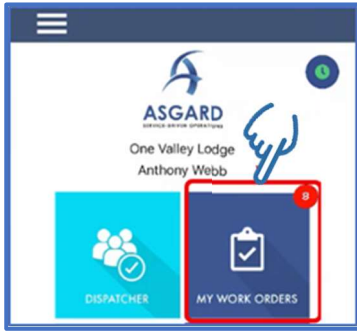 ASGARD
SERVICE DRIVEN OPERATIONS
One Valley Lodge
Anthony Webb
8
DISPATCHER
MY WORK ORDERS